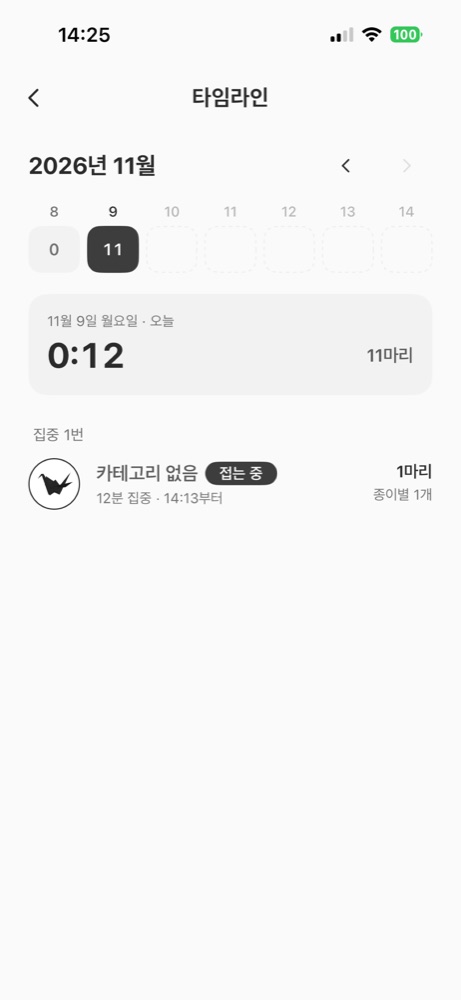 14:25
100
타임라인
2026년 11월
8 9 10 11 12 13 14
0 11
11월 9일 월요일 · 오늘
0:12
11마리
집중 1번
카테고리 없음 접는 중
1마리
12분 집중 · 14:13부터
종이별 1개